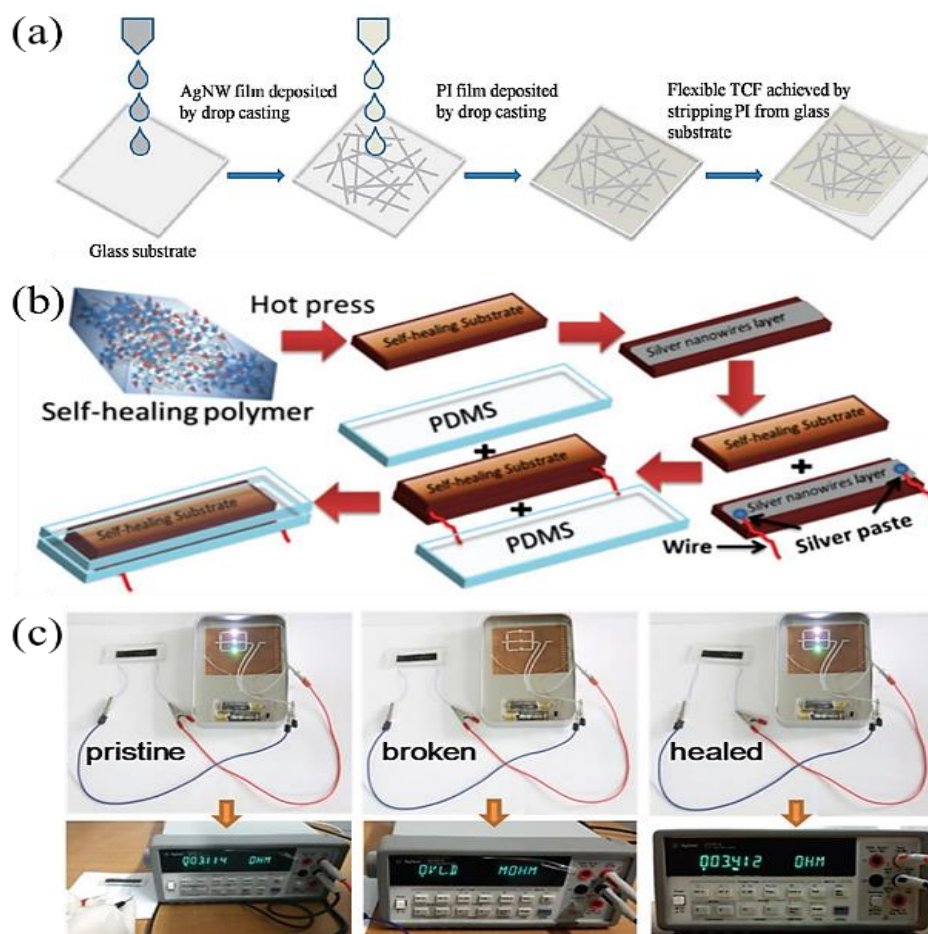 (a)
AgNW film deposited
by drop casting
PI film deposited
by drop casting
Flexible TCF achieved by
stripping PI from glass
substrate
Glass substrate
(b)
Hot press
Self-healing Substrate
Silver nanowires layer
Self-healing polymer
PDMS
+
Self-healing Substrate
+
Self-healing Substrate
+
Self-healing Substrate
Silver nanowires layer
PDMS
Wire
Silver paste
(c)
pristine
broken
healed
OHM
OVLD MOHM
OHM